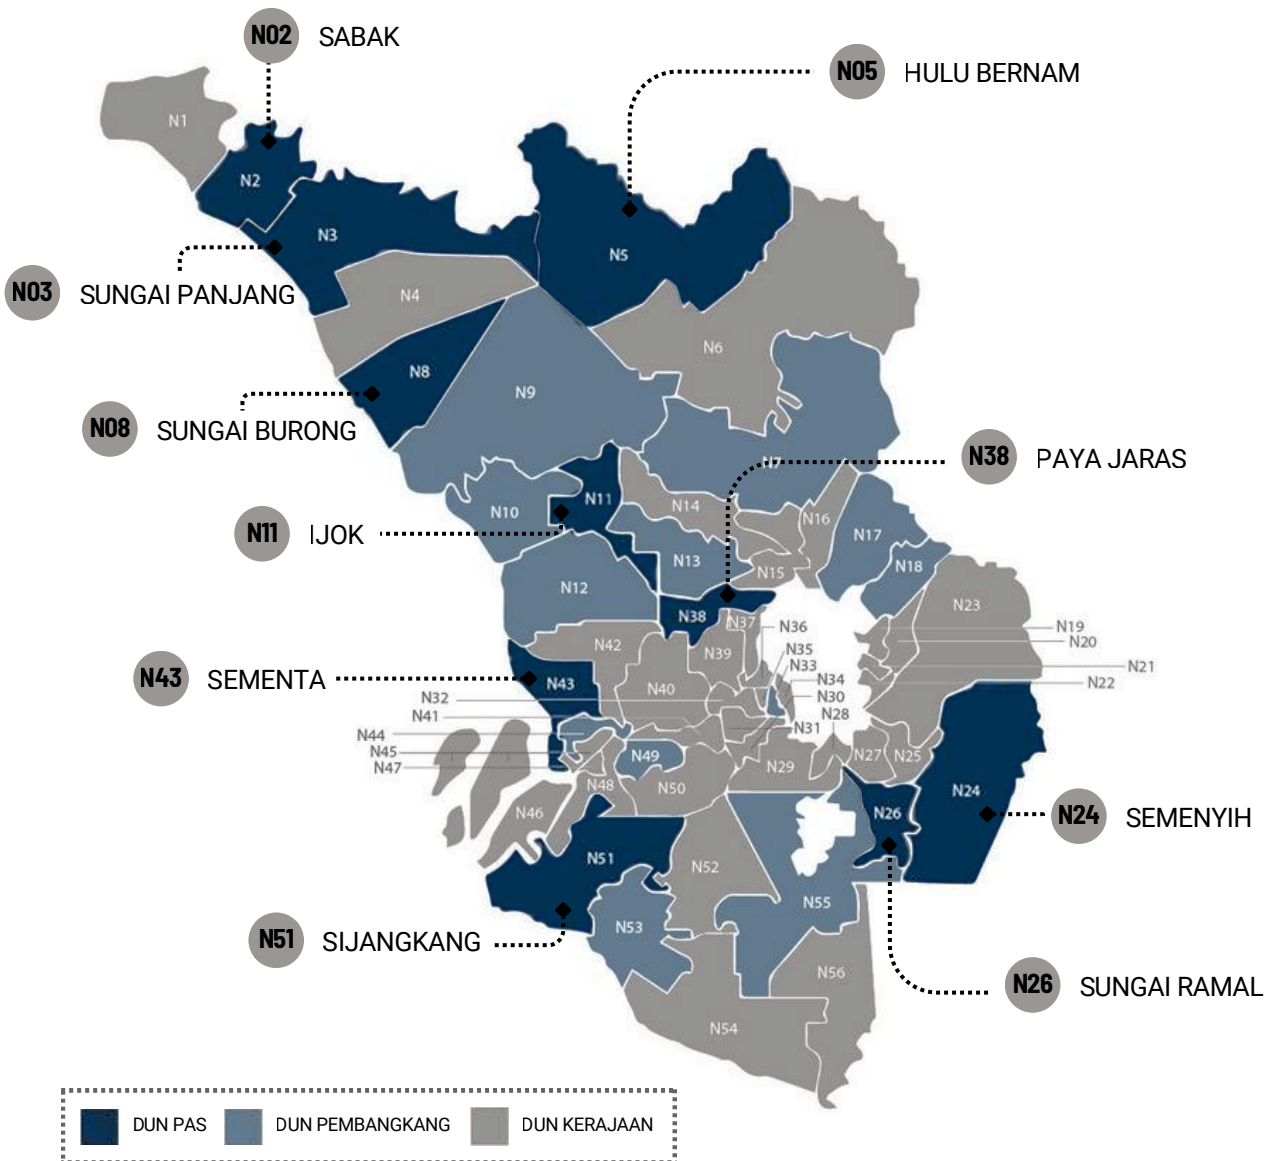 N02 SABAK
N05 HULU BERNAM
N1
N2
N3
N5
N03 SUNGAI PANJANG
N4
N6
N8
N9
N08 SUNGAI BURONG
N7
N38 PAYA JARAS
N11
N10
N14
N16
N11 IJOK
N17
N13
N18
N15
N12
N23
N38
N37
N36
N19
N20
N42
N39
N35
N33
N21
N43 SEMENTA
N43
N40
N34
N22
N32
N30
N41
N28
N44
N31
N45
N49
N27
N25
N47
N29
N48
N50
N24
N46
N26
N24 SEMENYIH
N51
N52
N55
N53
N51 SIJANGKANG
N56
N26 SUNGAI RAMAL
N54
DUN PAS
DUN PEMBANGKANG
DUN KERAJAAN